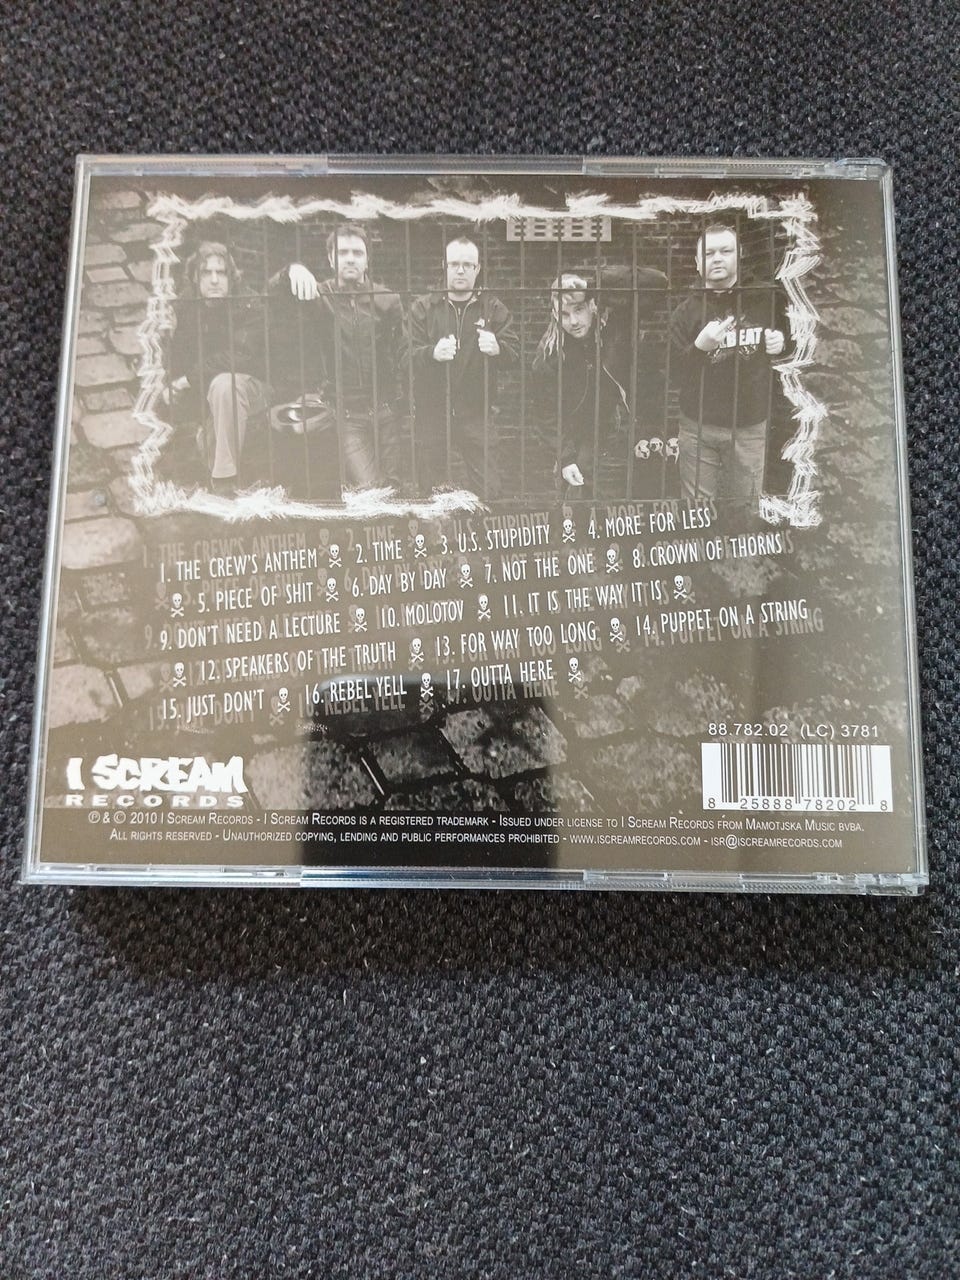 BEAT
1. THE CREW'S ANTHEM 2. TIME 3. U.S. STUPIDITY 4. MORE FOR LESS
5. PIECE OF SHIT 6. DAY BY DAY 7. NOT THE ONE 8. CROWN OF THORNS
9. DON'T NEED A LECTURE 10. MOLOTOV 11. IT IS THE WAY IT IS
12. SPEAKERS OF THE TRUTH 13. FOR WAY TOO LONG 14. PUPPET ON A STRING
15. JUST DON'T 16. REBEL YELL 17. OUTTA HERE
88.782.02 (LC) 3781
I SCREAM
RECORDS
8 25888 78202 8
℗ & © 2010 I SCREAM RECORDS - I SCREAM RECORDS IS A REGISTERED TRADEMARK - ISSUED UNDER LICENSE TO I SCREAM RECORDS FROM MAMOTJSKA MUSIC BVBA.
ALL RIGHTS RESERVED - UNAUTHORIZED COPYING, LENDING AND PUBLIC PERFORMANCES PROHIBITED - WWW.ISCREAMRECORDS.COM - ISR@ISCREAMRECORDS.COM